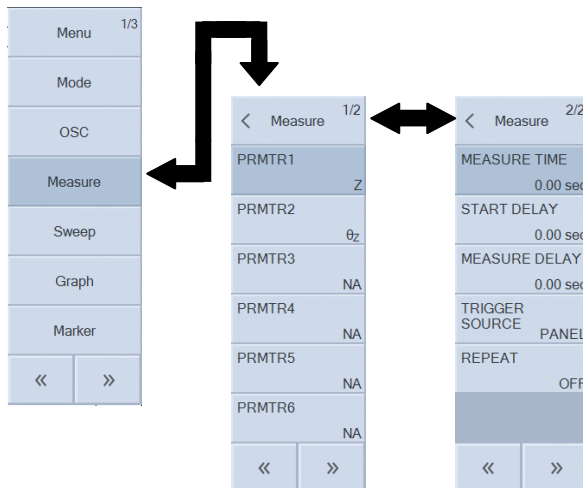 Menu 1/3
Mode
OSC
Measure
Sweep
Graph
Marker
« »
< Measure 1/2
PRMTR1
Z
PRMTR2
θz
PRMTR3
NA
PRMTR4
NA
PRMTR5
NA
PRMTR6
NA
« »
< Measure 2/2
MEASURE TIME
0.00 sec
START DELAY
0.00 sec
MEASURE DELAY
0.00 sec
TRIGGER
SOURCE
PANEL
REPEAT
OFF
« »